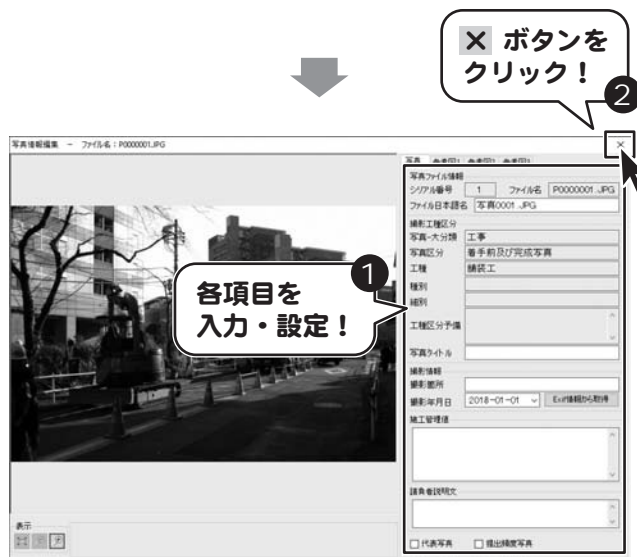 × ボタンを
クリック！
2
写真情報編集 － ファイル名：P0000001.JPG
×
写真 参考図1 参考図2 参考図3
写真ファイル情報
シリアル番号 1 ファイル名 P0000001.JPG
ファイル日本語名 写真0001.JPG
撮影工種区分
写真-大分類 工事
写真区分 着手前及び完成写真
1
各項目を
入力・設定！
工種 舗装工
種別
細別
工種区分予備
写真タイトル
撮影情報
撮影箇所
撮影年月日 2018-01-01 Exif情報から取得
施工管理値
請負者説明文
表示
代表写真 提出頻度写真